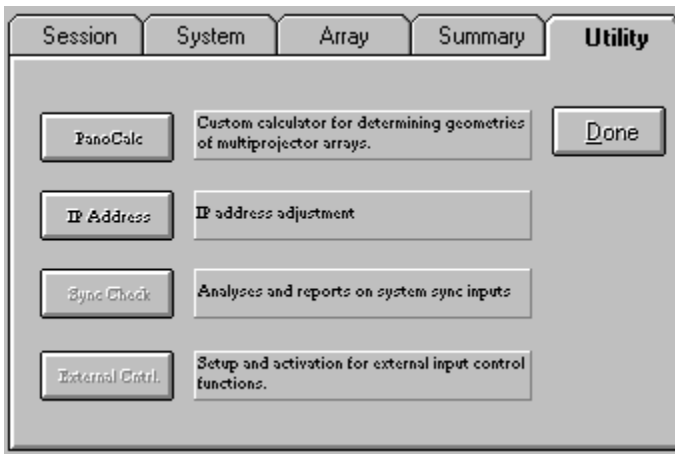 Session System Array Summary Utility
PanoCalc
Custom calculator for determining geometries
of multiprojector arrays.
Done
IP Address
IP address adjustment
Sync Check
Analyses and reports on system sync inputs
External Cntrl.
Setup and activation for external input control
functions.